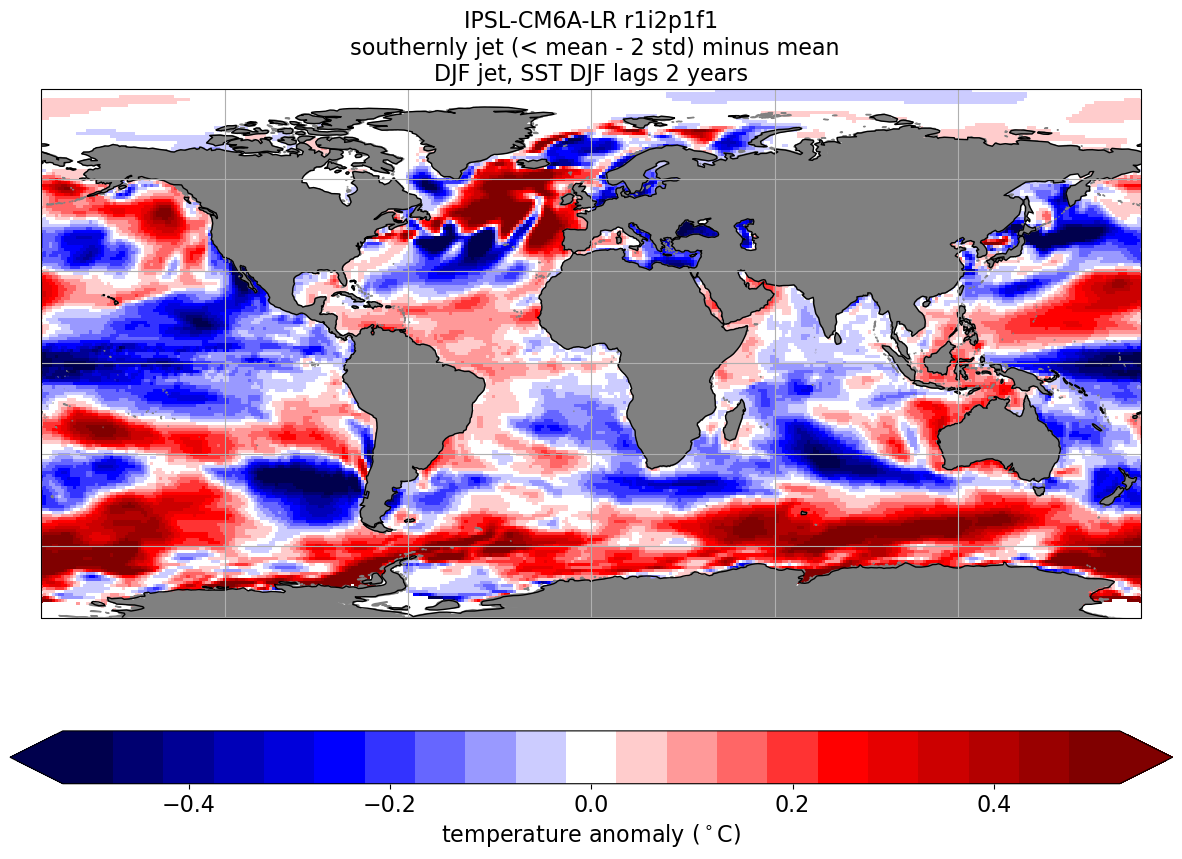 IPSL-CM6A-LR r1i2p1f1
southernly jet (< mean - 2 std) minus mean
DJF jet, SST DJF lags 2 years
−0.4 −0.2 0.0 0.2 0.4
temperature anomaly (°C)